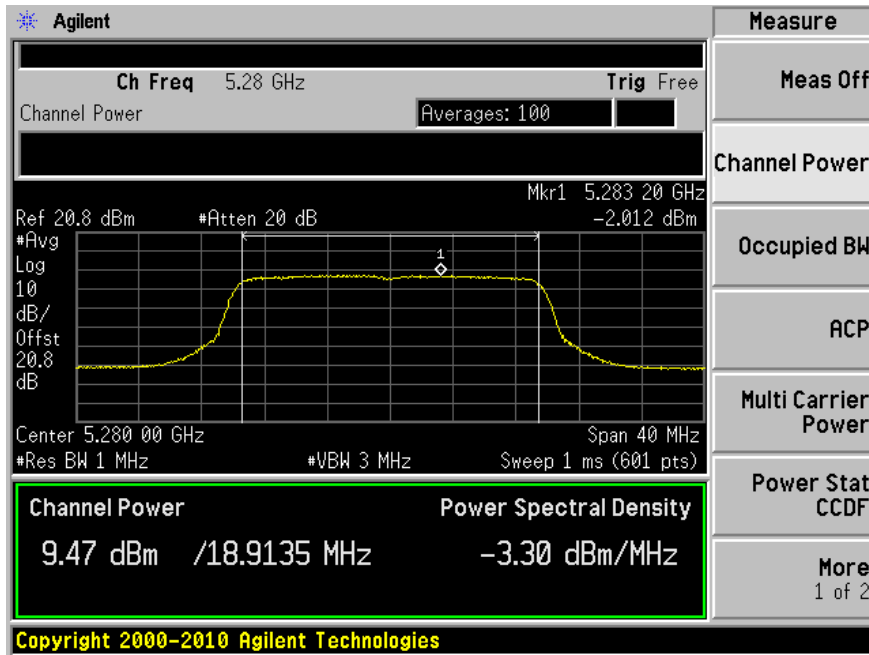 Agilent
Measure
Ch Freq 5.28 GHz Trig Free
Channel Power Averages: 100
Mkr1 5.283 20 GHz
Ref 20.8 dBm #Atten 20 dB -2.012 dBm
#Avg
Log
10
dB/
Offst
20.8
dB
1
Center 5.280 00 GHz Span 40 MHz
#Res BW 1 MHz #VBW 3 MHz Sweep 1 ms (601 pts)
Channel Power Power Spectral Density
9.47 dBm /18.9135 MHz -3.30 dBm/MHz
Copyright 2000-2010 Agilent Technologies
Meas Off
Channel Power
Occupied BW
ACP
Multi Carrier
Power
Power Stat
CCDF
More
1 of 2